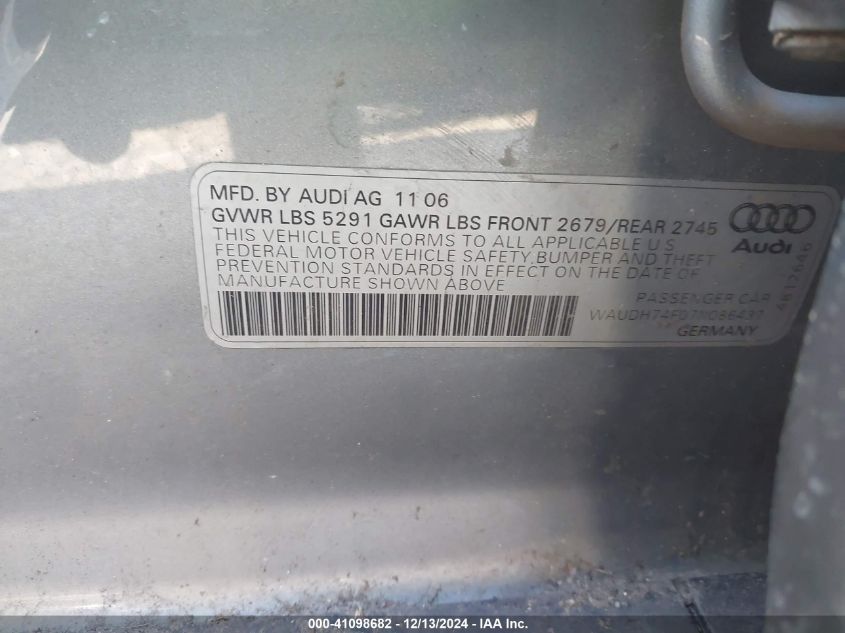 MFD. BY AUDI AG 11 06
GVWR LBS 5291 GAWR LBS FRONT 2679/REAR 2745
THIS VEHICLE CONFORMS TO ALL APPLICABLE U S
FEDERAL MOTOR VEHICLE SAFETY, BUMPER AND THEFT
PREVENTION STANDARDS IN EFFECT ON THE DATE OF
MANUFACTURE SHOWN ABOVE
Audi
PASSENGER CAR
WAUDH74F07N086437
GERMANY
000-41098682 - 12/13/2024 - IAA Inc.